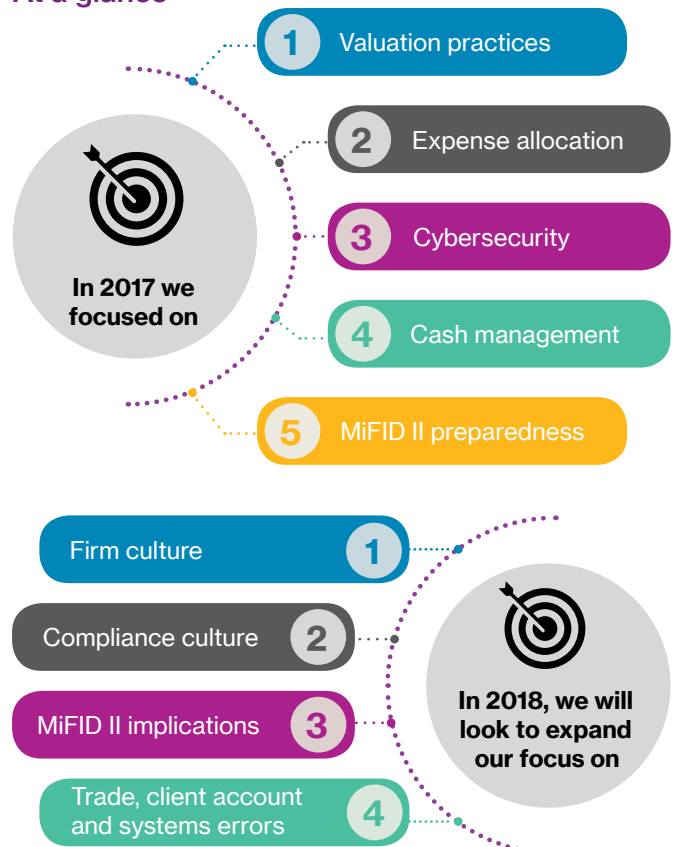 At a glance
1 Valuation practices
2 Expense allocation
In 2017 we
focused on
3 Cybersecurity
4 Cash management
5 MiFID II preparedness
Firm culture 1
Compliance culture 2
In 2018, we will
look to expand
our focus on
MiFID II implications 3
Trade, client account
and systems errors 4